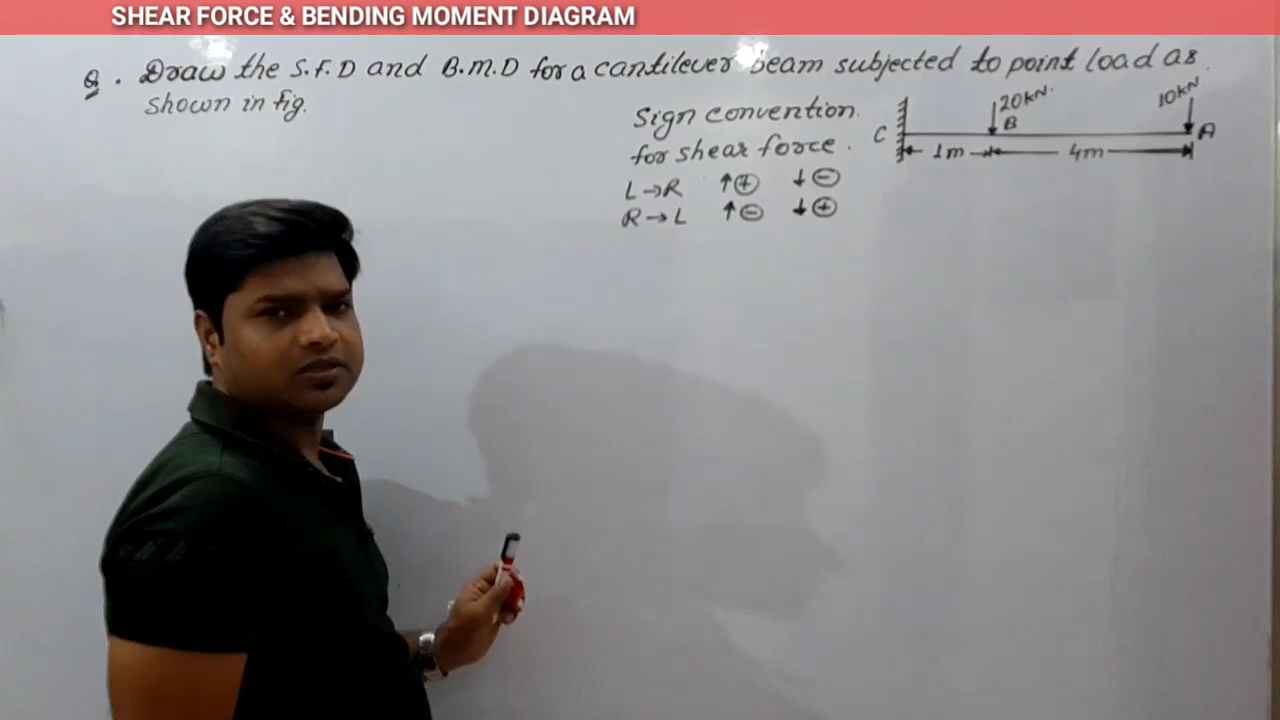 SHEAR FORCE & BENDING MOMENT DIAGRAM
Q. Draw the S.F.D and B.M.D for a cantilever beam subjected to point load as
shown in fig.
Sign convention
for shear force.
L→R ↑⊕ ↓⊖
R→L ↑⊖ ↓⊕
20kN.
10kN
C
B
A
1m
4m